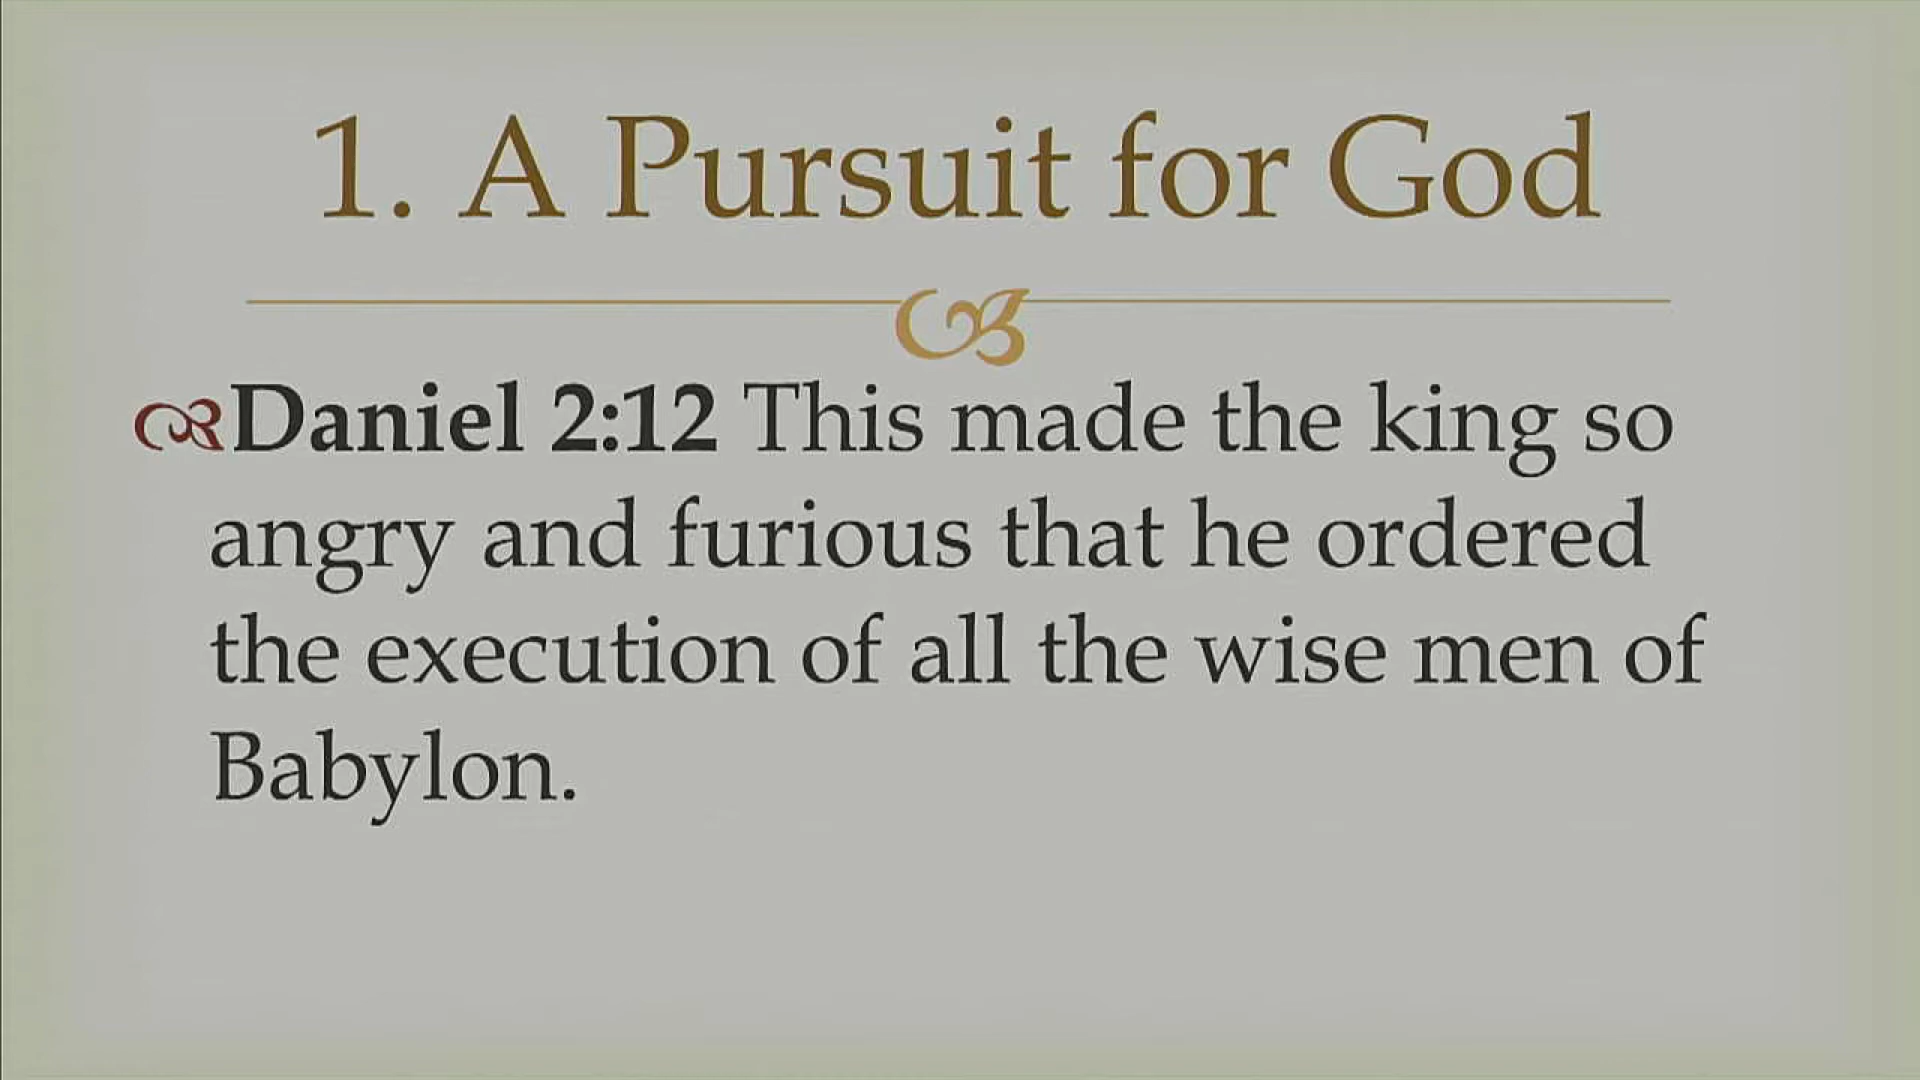 1. A Pursuit for God
Daniel 2:12 This made the king so
angry and furious that he ordered
the execution of all the wise men of
Babylon.